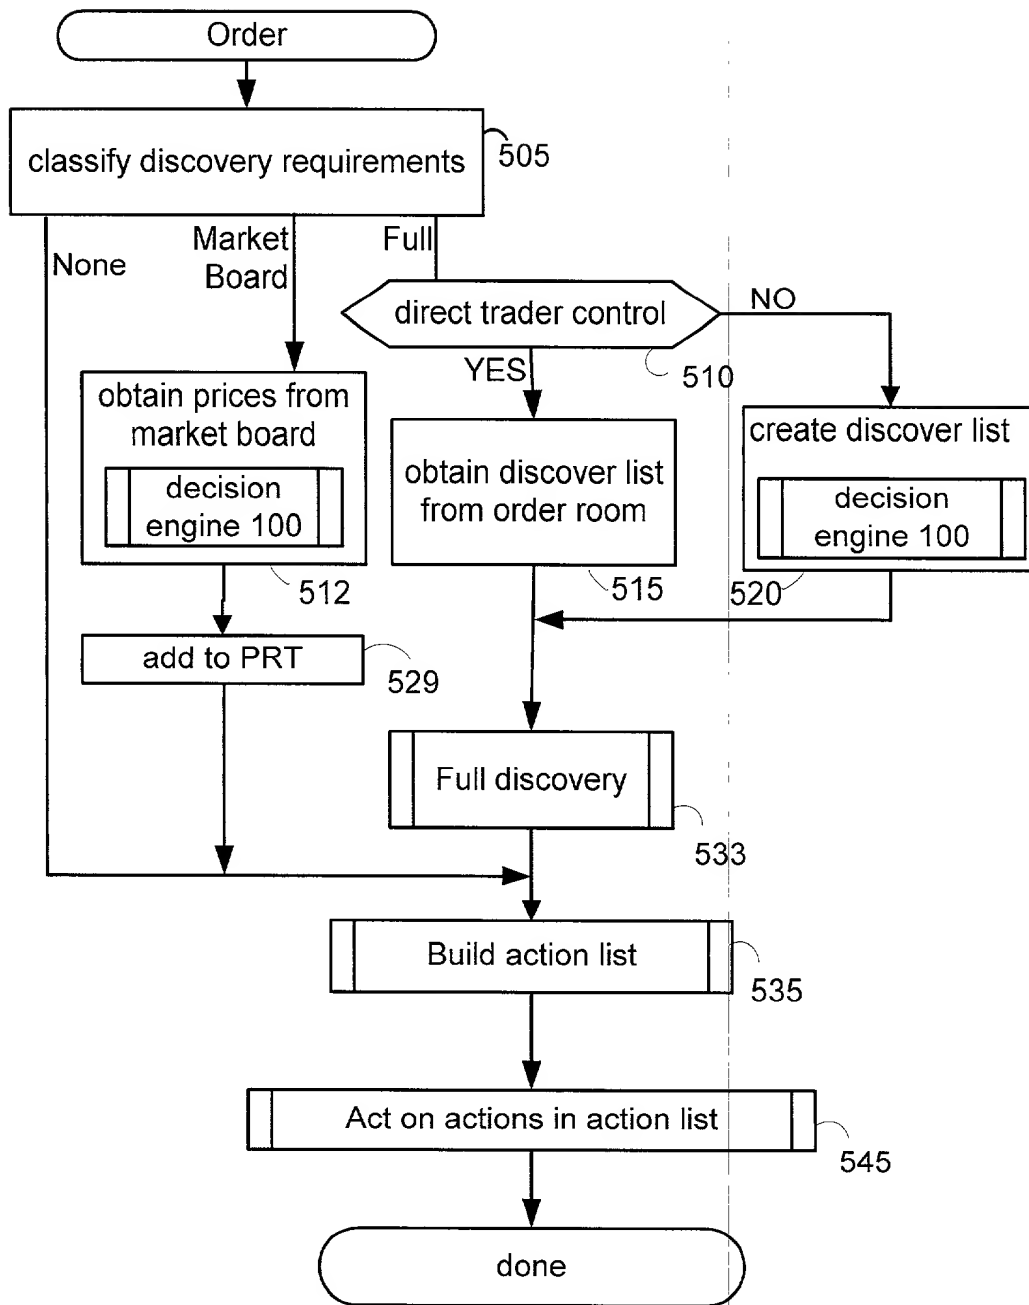 Order
classify discovery requirements
505
None
Market
Board
Full
direct trader control
NO
YES
510
obtain prices from
market board
decision
engine 100
512
obtain discover list
from order room
515
create discover list
decision
engine 100
520
add to PRT
529
Full discovery
533
Build action list
535
Act on actions in action list
545
done